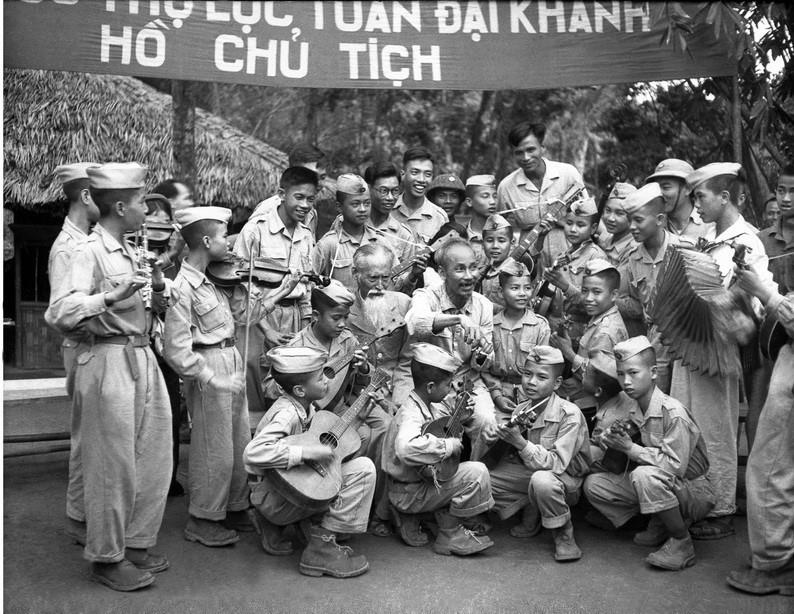 THỌ LỤC TUẦN ĐẠI KHÁNH
HỒ CHỦ TỊCH